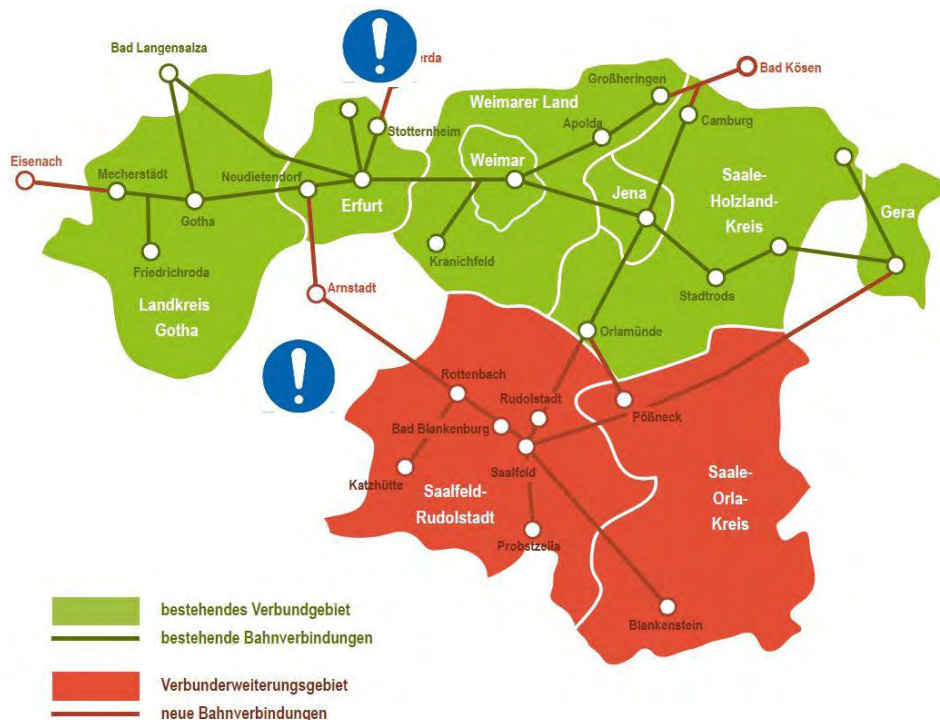 Bad Langensalza
erda
Großheringen
Bad Kösen
Weimarer Land
Stotternheim
Apolda
Camburg
Eisenach
Mecherstädt
Neudietendorf
Weimar
Jena
Saale-
Holzland-
Kreis
Gera
Gotha
Erfurt
Friedrichroda
Kranichfeld
Stadtroda
Landkreis
Gotha
Arnstadt
Orlamünde
Rottenbach
Rudolstadt
Pößneck
Bad Blankenburg
Saalfeld
Katzhütte
Saalfeld-
Rudolstadt
Saale-
Orla-
Kreis
Probstzella
Blankenstein
bestehendes Verbundgebiet
bestehende Bahnverbindungen
Verbunderweiterungsgebiet
neue Bahnverbindungen